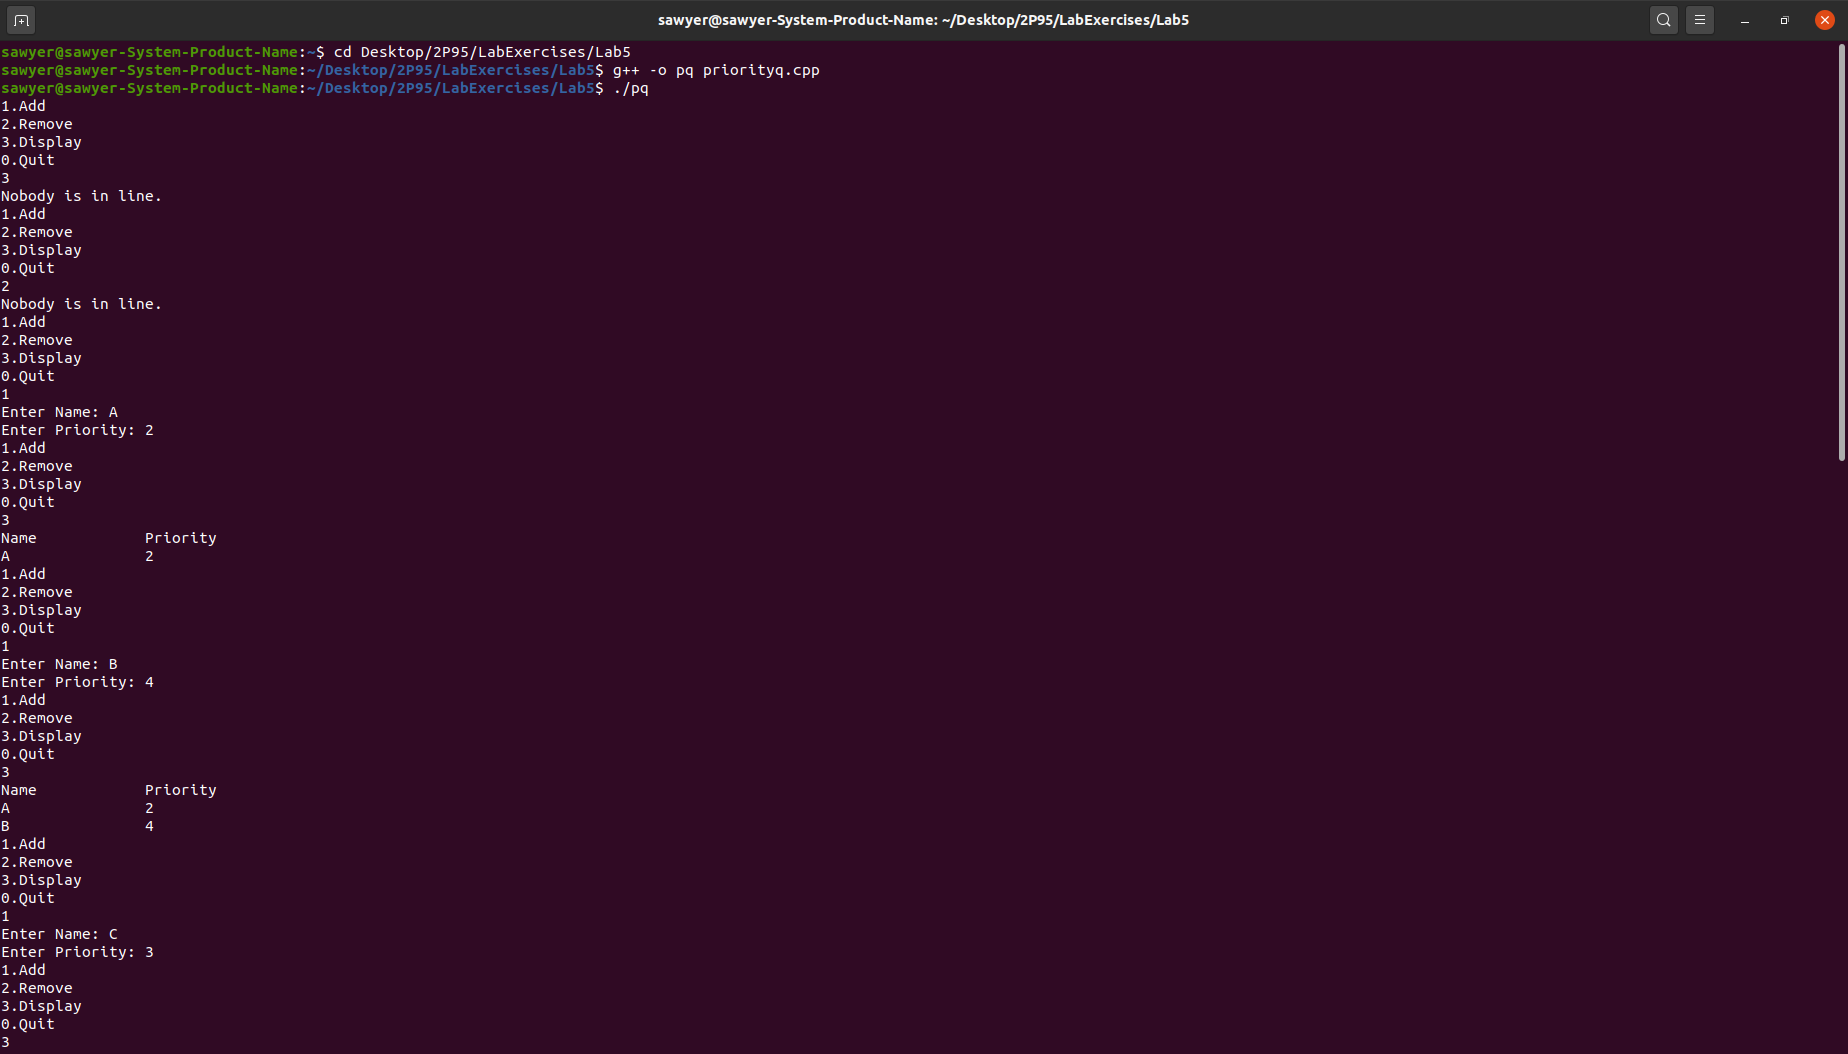 sawyer@sawyer-System-Product-Name: ~/Desktop/2P95/LabExercises/Lab5
sawyer@sawyer-System-Product-Name:~$ cd Desktop/2P95/LabExercises/Lab5
sawyer@sawyer-System-Product-Name:~/Desktop/2P95/LabExercises/Lab5$ g++ -o pq priorityq.cpp
sawyer@sawyer-System-Product-Name:~/Desktop/2P95/LabExercises/Lab5$ ./pq
1.Add
2.Remove
3.Display
0.Quit
3
Nobody is in line.
1.Add
2.Remove
3.Display
0.Quit
2
Nobody is in line.
1.Add
2.Remove
3.Display
0.Quit
1
Enter Name: A
Enter Priority: 2
1.Add
2.Remove
3.Display
0.Quit
3
Name            Priority
A               2
1.Add
2.Remove
3.Display
0.Quit
1
Enter Name: B
Enter Priority: 4
1.Add
2.Remove
3.Display
0.Quit
3
Name            Priority
A               2
B               4
1.Add
2.Remove
3.Display
0.Quit
1
Enter Name: C
Enter Priority: 3
1.Add
2.Remove
3.Display
0.Quit
3